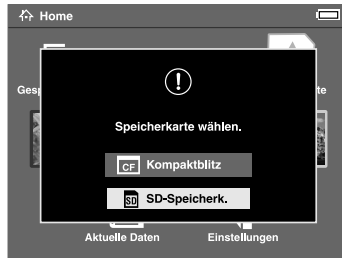 Home
Gesp
te
Speicherkarte wählen.
CF Kompaktblitz
SD SD-Speicherk.
Aktuelle Daten
Einstellungen